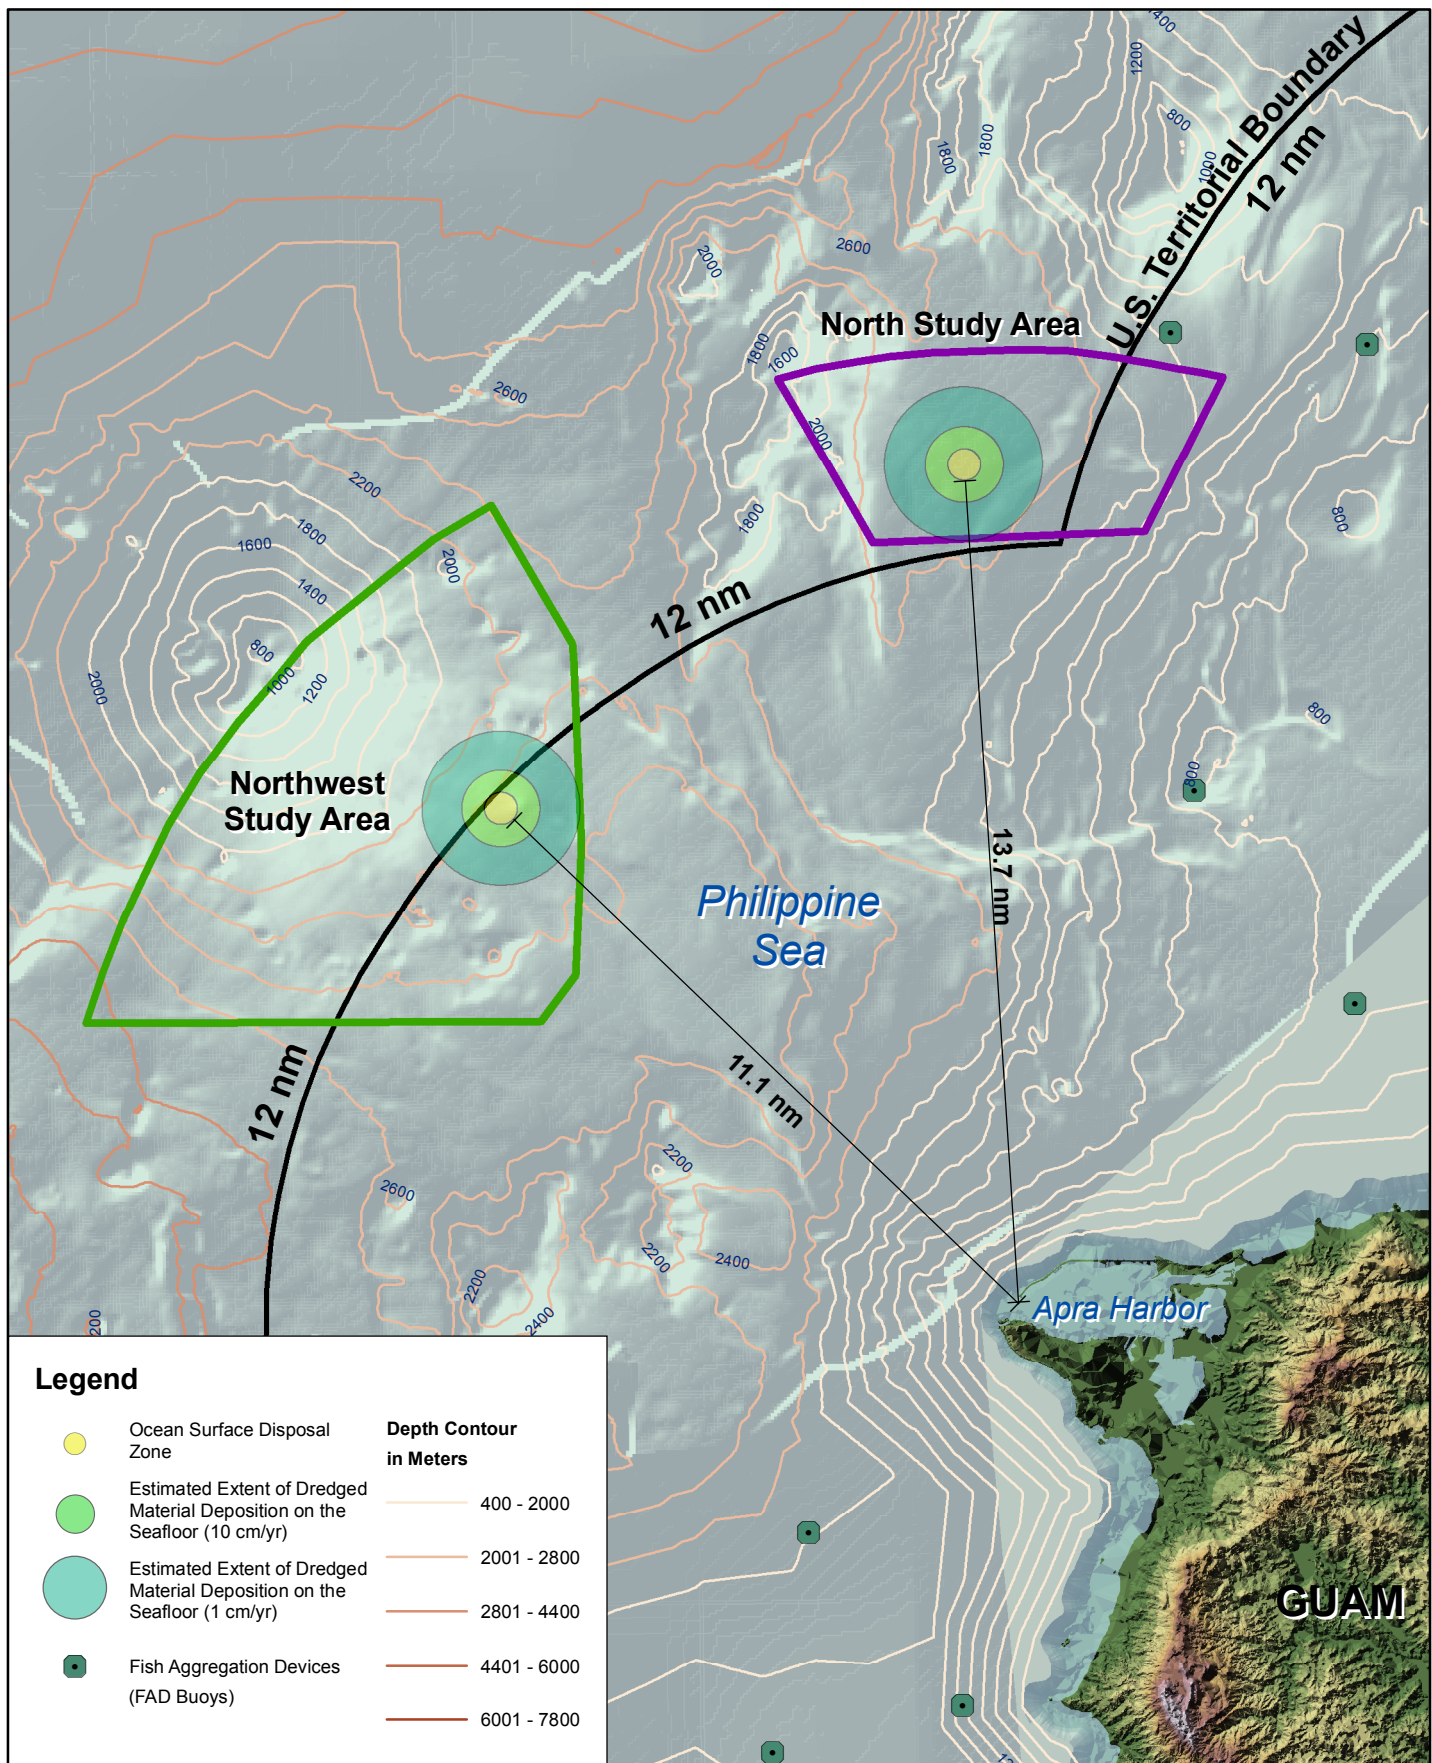 1400
1200
800
1800
1800
1000
U.S. Territorial Boundary
12 nm
2600
2000
North Study Area
1800
1600
2600
2000
2200
1800
1800
800
1600
2000
1400
12 nm
800
1000
1200
2000
800
Northwest
Study Area
800
13.7 nm
Philippine
Sea
11.1 nm
12 nm
2200
2600
2200
2400
2200
2400
200
Apra Harbor
Legend
Ocean Surface Disposal
Zone
Estimated Extent of Dredged
Material Deposition on the
Seafloor (10 cm/yr)
Estimated Extent of Dredged
Material Deposition on the
Seafloor (1 cm/yr)
Fish Aggregation Devices
(FAD Buoys)
Depth Contour
in Meters
400 - 2000
2001 - 2800
2801 - 4400
4401 - 6000
6001 - 7800
GUAM